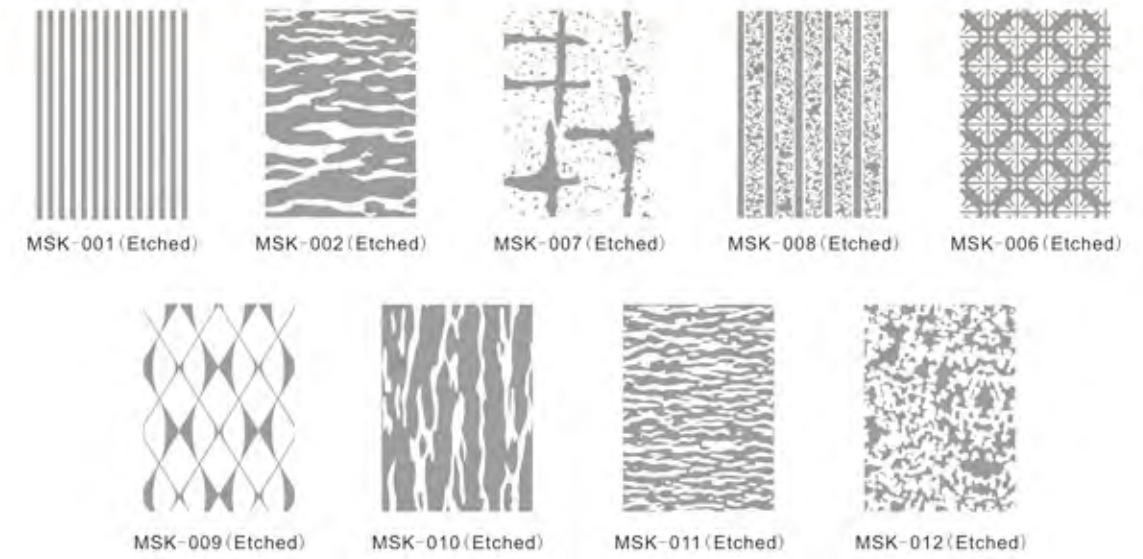 MSK-001(Etched)
MSK-002(Etched)
MSK-007(Etched)
MSK-008(Etched)
MSK-006(Etched)
MSK-009(Etched)
MSK-010(Etched)
MSK-011(Etched)
MSK-012(Etched)